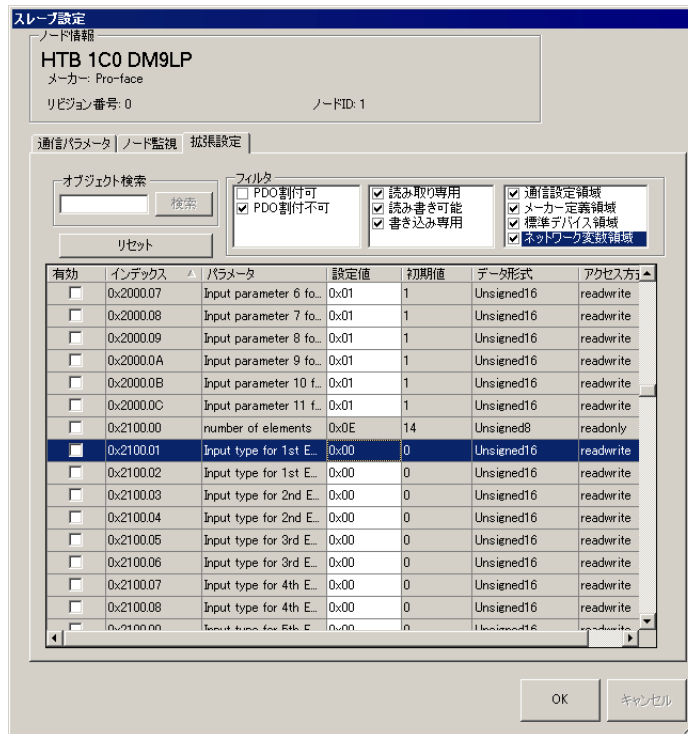 スレーブ設定
ノード情報
HTB 1C0 DM9LP
メーカー: Pro-face
リビジョン番号: 0 ノードID: 1
通信パラメータ ノード監視 拡張設定
オブジェクト検索
検索
リセット
フィルタ
PDO割付可
PDO割付不可
読み取り専用
読み書き可能
書き込み専用
通信設定領域
メーカー定義領域
標準デバイス領域
ネットワーク変数領域
有効 インデックス パラメータ 設定値 初期値 データ形式 アクセス方
0x2000.07 Input parameter 6 fo... 0x01 1 Unsigned16 readwrite
0x2000.08 Input parameter 7 fo... 0x01 1 Unsigned16 readwrite
0x2000.09 Input parameter 8 fo... 0x01 1 Unsigned16 readwrite
0x2000.0A Input parameter 9 fo... 0x01 1 Unsigned16 readwrite
0x2000.0B Input parameter 10 f... 0x01 1 Unsigned16 readwrite
0x2000.0C Input parameter 11 f... 0x01 1 Unsigned16 readwrite
0x2100.00 number of elements 0x0E 14 Unsigned8 readonly
0x2100.01 Input type for 1st E... 0x00 0 Unsigned16 readwrite
0x2100.02 Input type for 1st E... 0x00 0 Unsigned16 readwrite
0x2100.03 Input type for 2nd E... 0x00 0 Unsigned16 readwrite
0x2100.04 Input type for 2nd E... 0x00 0 Unsigned16 readwrite
0x2100.05 Input type for 3rd E... 0x00 0 Unsigned16 readwrite
0x2100.06 Input type for 3rd E... 0x00 0 Unsigned16 readwrite
0x2100.07 Input type for 4th E... 0x00 0 Unsigned16 readwrite
0x2100.08 Input type for 4th E... 0x00 0 Unsigned16 readwrite
OK キャンセル